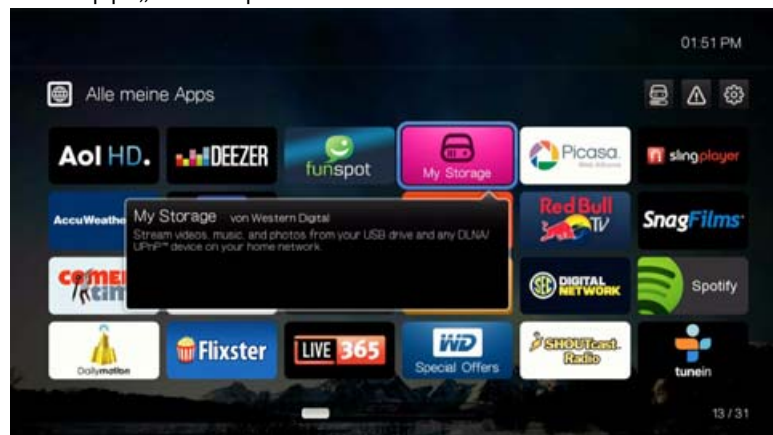 01:51 PM
Alle meine Apps
Aol HD.
DEEZER
funspot
My Storage
Picasa
Web Albums
slingplayer
AccuWeathe
My Storage von Western Digital
Stream videos, music, and photos from your USB drive and any DLNA/
UPnP™ device on your home network.
Red Bull
TV
SnagFilms
COME
TIM
SEC DIGITAL
NETWORK
Spotify
Dailymotion
Flixster
LIVE 365
WD
Special Offers
SHOUTcast
Radio
tunein
13 / 31